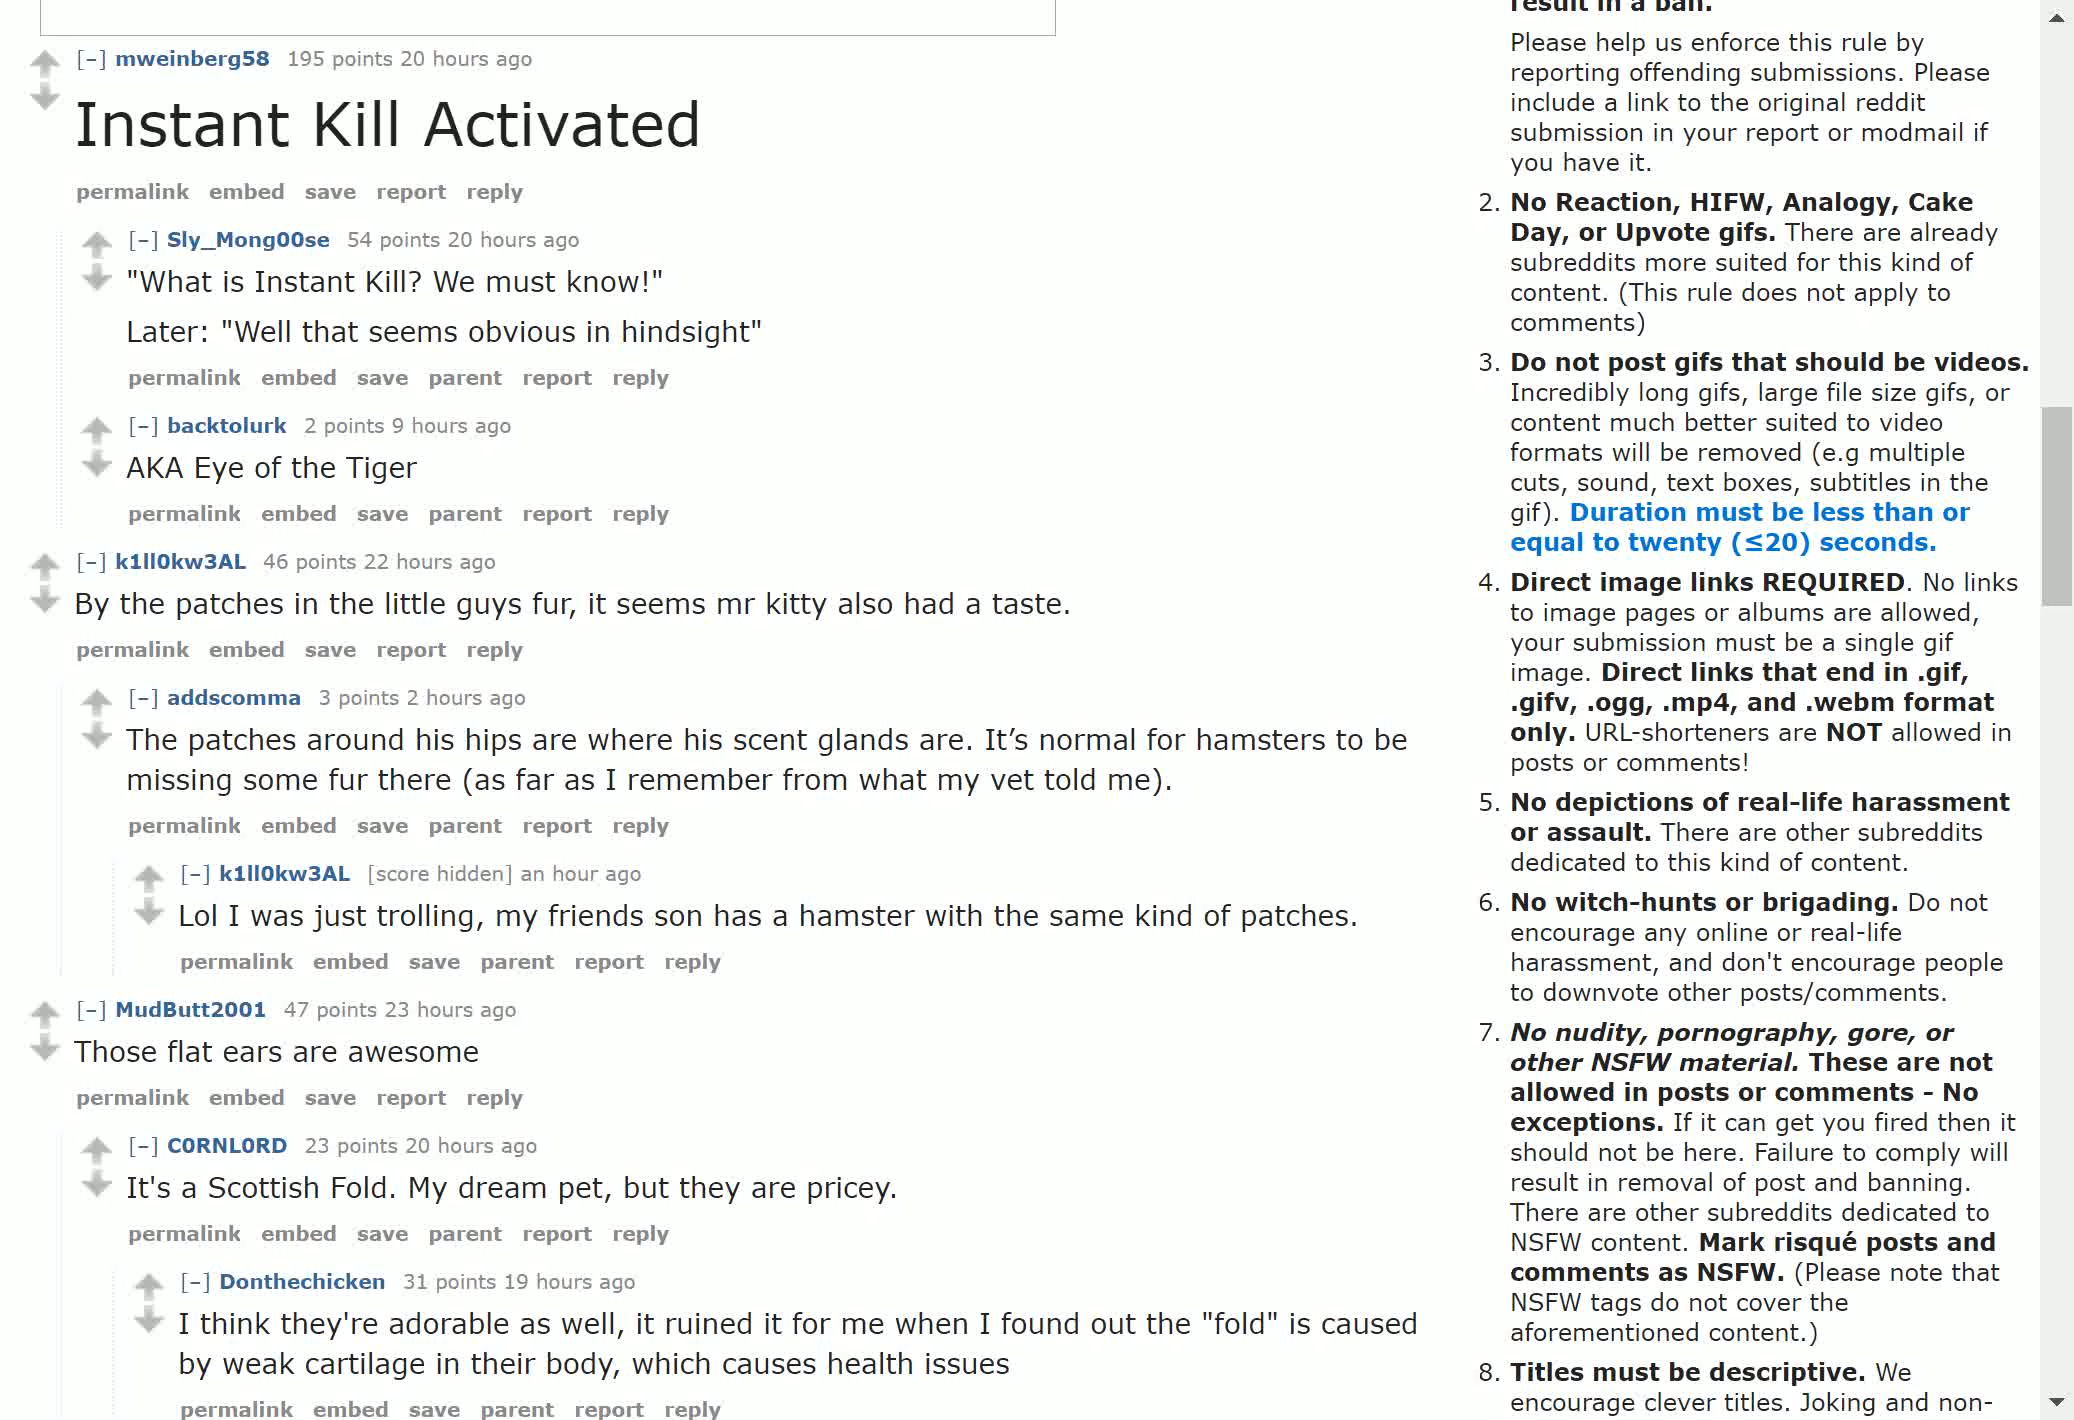 [–] mweinberg58 195 points 20 hours ago
Instant Kill Activated
permalink embed save report reply
[–] Sly_Mong00se 54 points 20 hours ago
"What is Instant Kill? We must know!"
Later: "Well that seems obvious in hindsight"
permalink embed save parent report reply
[–] backtolurk 2 points 9 hours ago
AKA Eye of the Tiger
permalink embed save parent report reply
[–] k1ll0kw3AL 46 points 22 hours ago
By the patches in the little guys fur, it seems mr kitty also had a taste.
permalink embed save report reply
[–] addscomma 3 points 2 hours ago
The patches around his hips are where his scent glands are. It’s normal for hamsters to be
missing some fur there (as far as I remember from what my vet told me).
permalink embed save parent report reply
[–] k1ll0kw3AL [score hidden] an hour ago
Lol I was just trolling, my friends son has a hamster with the same kind of patches.
permalink embed save parent report reply
[–] MudButt2001 47 points 23 hours ago
Those flat ears are awesome
permalink embed save report reply
[–] C0RNL0RD 23 points 20 hours ago
It's a Scottish Fold. My dream pet, but they are pricey.
permalink embed save parent report reply
[–] Donthechicken 31 points 19 hours ago
I think they're adorable as well, it ruined it for me when I found out the "fold" is caused
by weak cartilage in their body, which causes health issues
permalink embed save parent report reply
result in a ban.
Please help us enforce this rule by
reporting offending submissions. Please
include a link to the original reddit
submission in your report or modmail if
you have it.
2. No Reaction, HIFW, Analogy, Cake
Day, or Upvote gifs. There are already
subreddits more suited for this kind of
content. (This rule does not apply to
comments)
3. Do not post gifs that should be videos.
Incredibly long gifs, large file size gifs, or
content much better suited to video
formats will be removed (e.g multiple
cuts, sound, text boxes, subtitles in the
gif). Duration must be less than or
equal to twenty (≤20) seconds.
4. Direct image links REQUIRED. No links
to image pages or albums are allowed,
your submission must be a single gif
image. Direct links that end in .gif,
.gifv, .ogg, .mp4, and .webm format
only. URL-shorteners are NOT allowed in
posts or comments!
5. No depictions of real-life harassment
or assault. There are other subreddits
dedicated to this kind of content.
6. No witch-hunts or brigading. Do not
encourage any online or real-life
harassment, and don't encourage people
to downvote other posts/comments.
7. No nudity, pornography, gore, or
other NSFW material. These are not
allowed in posts or comments - No
exceptions. If it can get you fired then it
should not be here. Failure to comply will
result in removal of post and banning.
There are other subreddits dedicated to
NSFW content. Mark risqué posts and
comments as NSFW. (Please note that
NSFW tags do not cover the
aforementioned content.)
8. Titles must be descriptive. We
encourage clever titles. Joking and non-